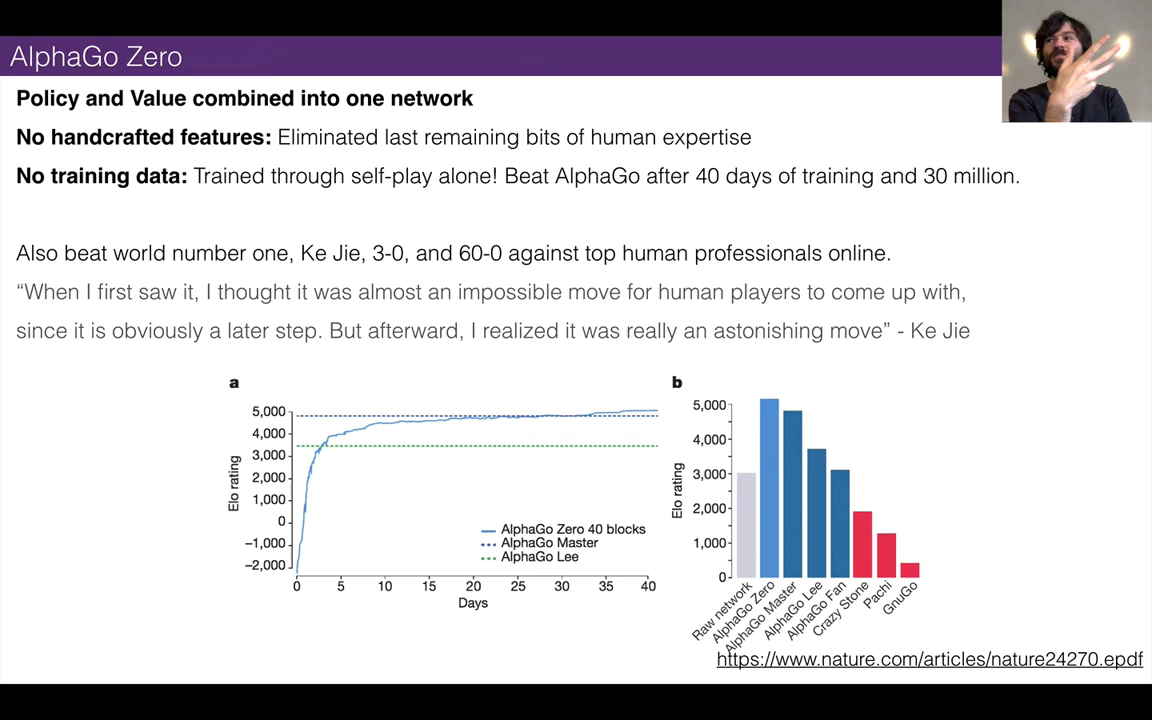 AlphaGo Zero
Policy and Value combined into one network
No handcrafted features: Eliminated last remaining bits of human expertise
No training data: Trained through self-play alone! Beat AlphaGo after 40 days of training and 30 million.
Also beat world number one, Ke Jie, 3-0, and 60-0 against top human professionals online.
“When I first saw it, I thought it was almost an impossible move for human players to come up with,
since it is obviously a later step. But afterward, I realized it was really an astonishing move” - Ke Jie
a
5,000
4,000
3,000
2,000
1,000
0
−1,000
−2,000
Elo rating
AlphaGo Zero 40 blocks
AlphaGo Master
AlphaGo Lee
0 5 10 15 20 25 30 35 40
Days
b
5,000
4,000
3,000
2,000
1,000
0
Elo rating
Raw network
AlphaGo Zero
AlphaGo Master
AlphaGo Lee
AlphaGo Fan
Crazy Stone
Pachi
GnuGo
https://www.nature.com/articles/nature24270.epdf